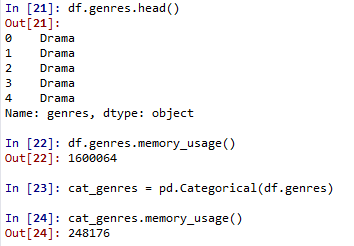 In [21]: df.genres.head()
Out[21]:
0    Drama
1    Drama
2    Drama
3    Drama
4    Drama
Name: genres, dtype: object
In [22]: df.genres.memory_usage()
Out[22]: 1600064
In [23]: cat_genres = pd.Categorical(df.genres)
In [24]: cat_genres.memory_usage()
Out[24]: 248176